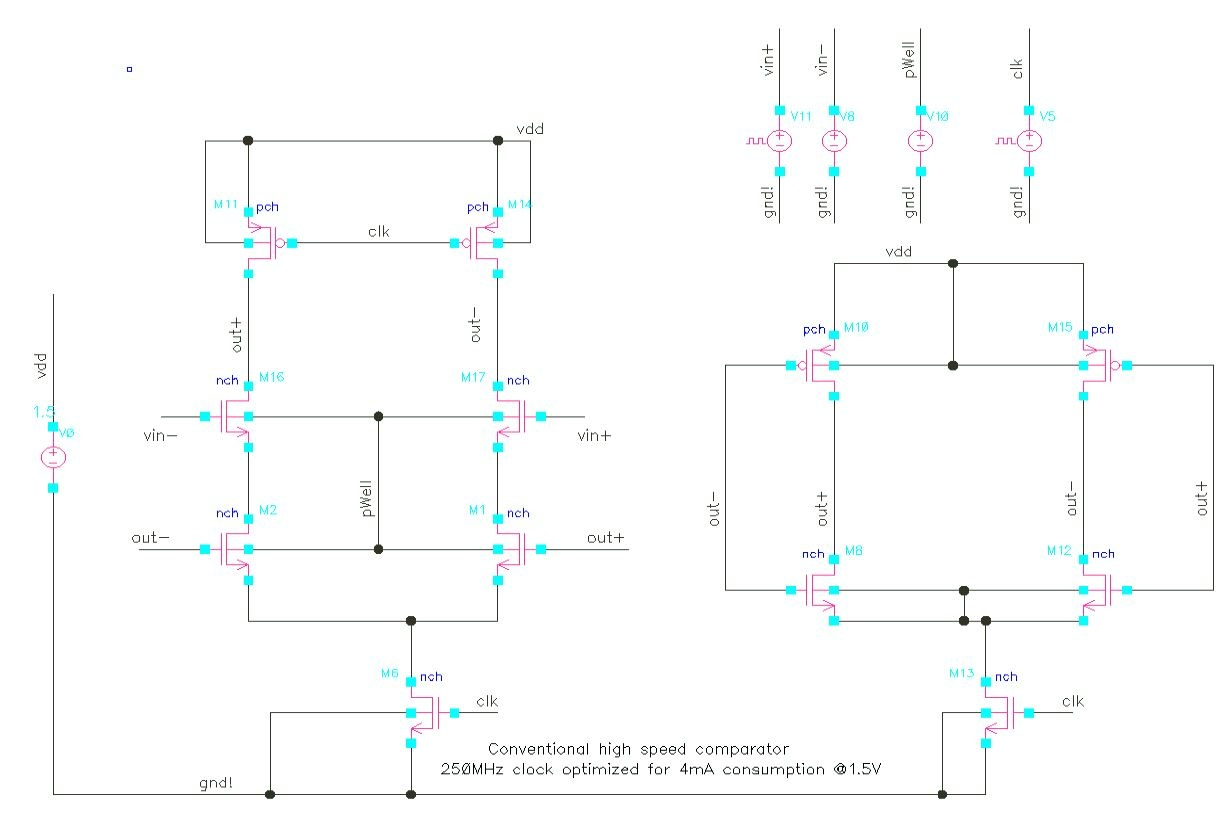 vin+
vin-
pWell
clk
V11
V8
V10
V5
gnd!
gnd!
gnd!
gnd!
vdd
M11
pch
pch
M14
clk
out+
out-
vdd
1.5
V0
nch
M16
M17
nch
vin-
vin+
pWell
nch
M2
M1
nch
out-
out+
M6
nch
clk
gnd!
vdd
pch
M10
M15
pch
out-
out+
out-
out+
nch
M8
M12
nch
M13
nch
clk
Conventional high speed comparator
250MHz clock optimized for 4mA consumption @1.5V